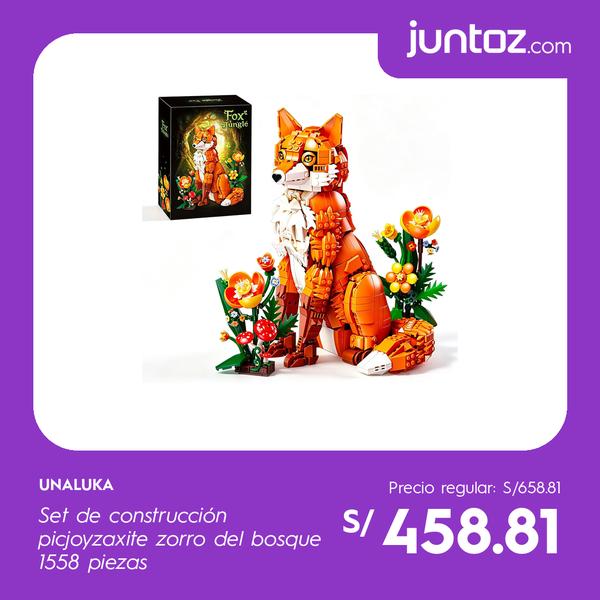 juntoz.com
Fox
Jungle
UNALUKA
Set de construcción
picjoyzaxite zorro del bosque
1558 piezas
Precio regular: S/658.81
S/ 458.81